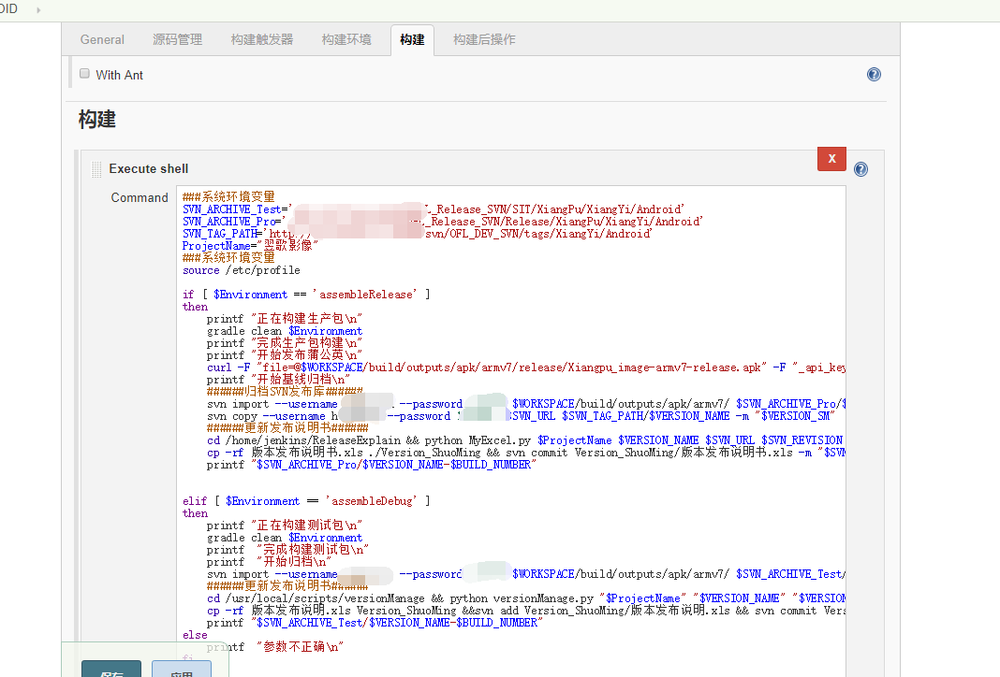 OID
General 源码管理 构建触发器 构建环境 构建 构建后操作
With Ant
构建
X
Execute shell
Command
###系统环境变量
SVN_ARCHIVE_Test=' L_Release_SVN/SIT/XiangPu/XiangYi/Android'
SVN_ARCHIVE_Pro=' L_Release_SVN/Release/XiangPu/XiangYi/Android'
SVN_TAG_PATH='http:/ svn/OFL_DEV_SVN/tags/XiangYi/Android'
ProjectName="翌歌影像"
###系统环境变量
source /etc/profile
if [ $Environment == 'assembleRelease' ]
then
printf "正在构建生产包\n"
gradle clean $Environment
printf "完成生产包构建\n"
printf "开始发布蒲公英\n"
curl -F "file=@$WORKSPACE/build/outputs/apk/armv7/release/Xiangpu_image-armv7-release.apk" -F "_api_key
printf "开始基线归档\n"
######归档SVN发布库######
svn import --username --password $WORKSPACE/build/outputs/apk/armv7/ $SVN_ARCHIVE_Pro/$
svn copy --username h --password $SVN_URL $SVN_TAG_PATH/$VERSION_NAME -m "$VERSION_SM"
######更新发布说明书######
cd /home/jenkins/ReleaseExplain && python MyExcel.py $ProjectName $VERSION_NAME $SVN_URL $SVN_REVISION
cp -rf 版本发布说明书.xls ./Version_ShuoMing && svn commit Version_ShuoMing/版本发布说明书.xls -m "$SVN
printf "$SVN_ARCHIVE_Pro/$VERSION_NAME-$BUILD_NUMBER"
elif [ $Environment == 'assembleDebug' ]
then
printf "正在构建测试包\n"
gradle clean $Environment
printf "完成构建测试包\n"
printf "开始归档\n"
svn import --username --password $WORKSPACE/build/outputs/apk/armv7/ $SVN_ARCHIVE_Test/
######更新发布说明书######
cd /usr/local/scripts/versionManage && python versionManage.py "$ProjectName" "$VERSION_NAME" "$VERSION
cp -rf 版本发布说明.xls Version_ShuoMing &&svn add Version_ShuoMing/版本发布说明.xls && svn commit Vers
printf "$SVN_ARCHIVE_Test/$VERSION_NAME-$BUILD_NUMBER"
else
printf "参数不正确\n"
fi
保存 应用